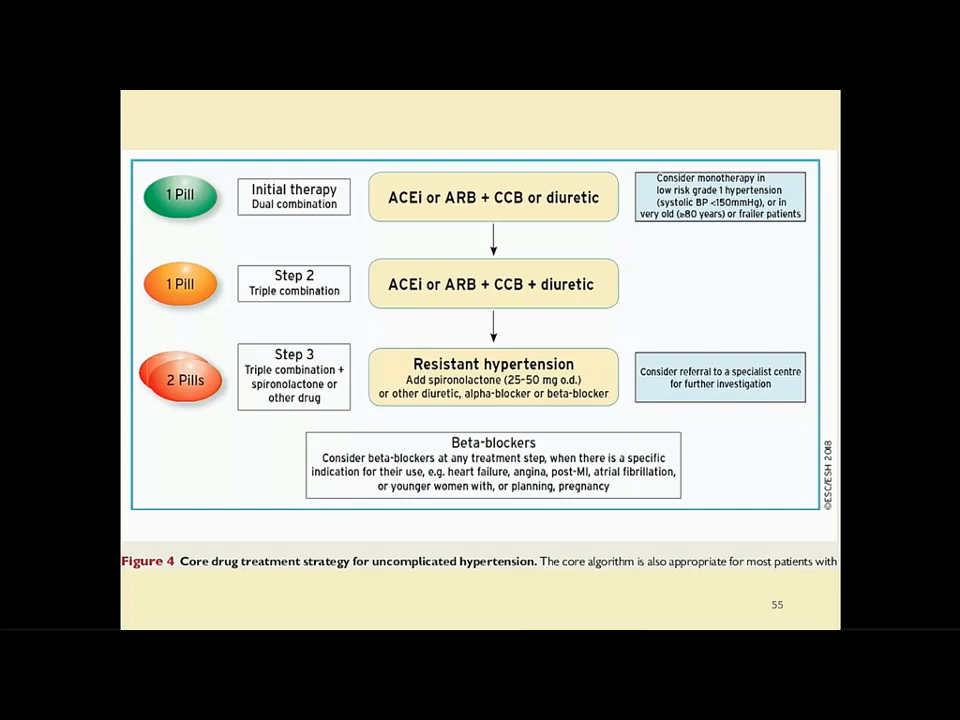 1 Pill
Initial therapy
Dual combination
ACEi or ARB + CCB or diuretic
Consider monotherapy in
low risk grade 1 hypertension
(systolic BP <150mmHg), or in
very old (≥80 years) or frailer patients
1 Pill
Step 2
Triple combination
ACEi or ARB + CCB + diuretic
2 Pills
Step 3
Triple combination +
spironolactone or
other drug
Resistant hypertension
Add spironolactone (25–50 mg o.d.)
or other diuretic, alpha-blocker or beta-blocker
Consider referral to a specialist centre
for further investigation
Beta-blockers
Consider beta-blockers at any treatment step, when there is a specific
indication for their use, e.g. heart failure, angina, post-MI, atrial fibrillation,
or younger women with, or planning, pregnancy
©ESC/ESH 2018
Figure 4 Core drug treatment strategy for uncomplicated hypertension. The core algorithm is also appropriate for most patients with
55